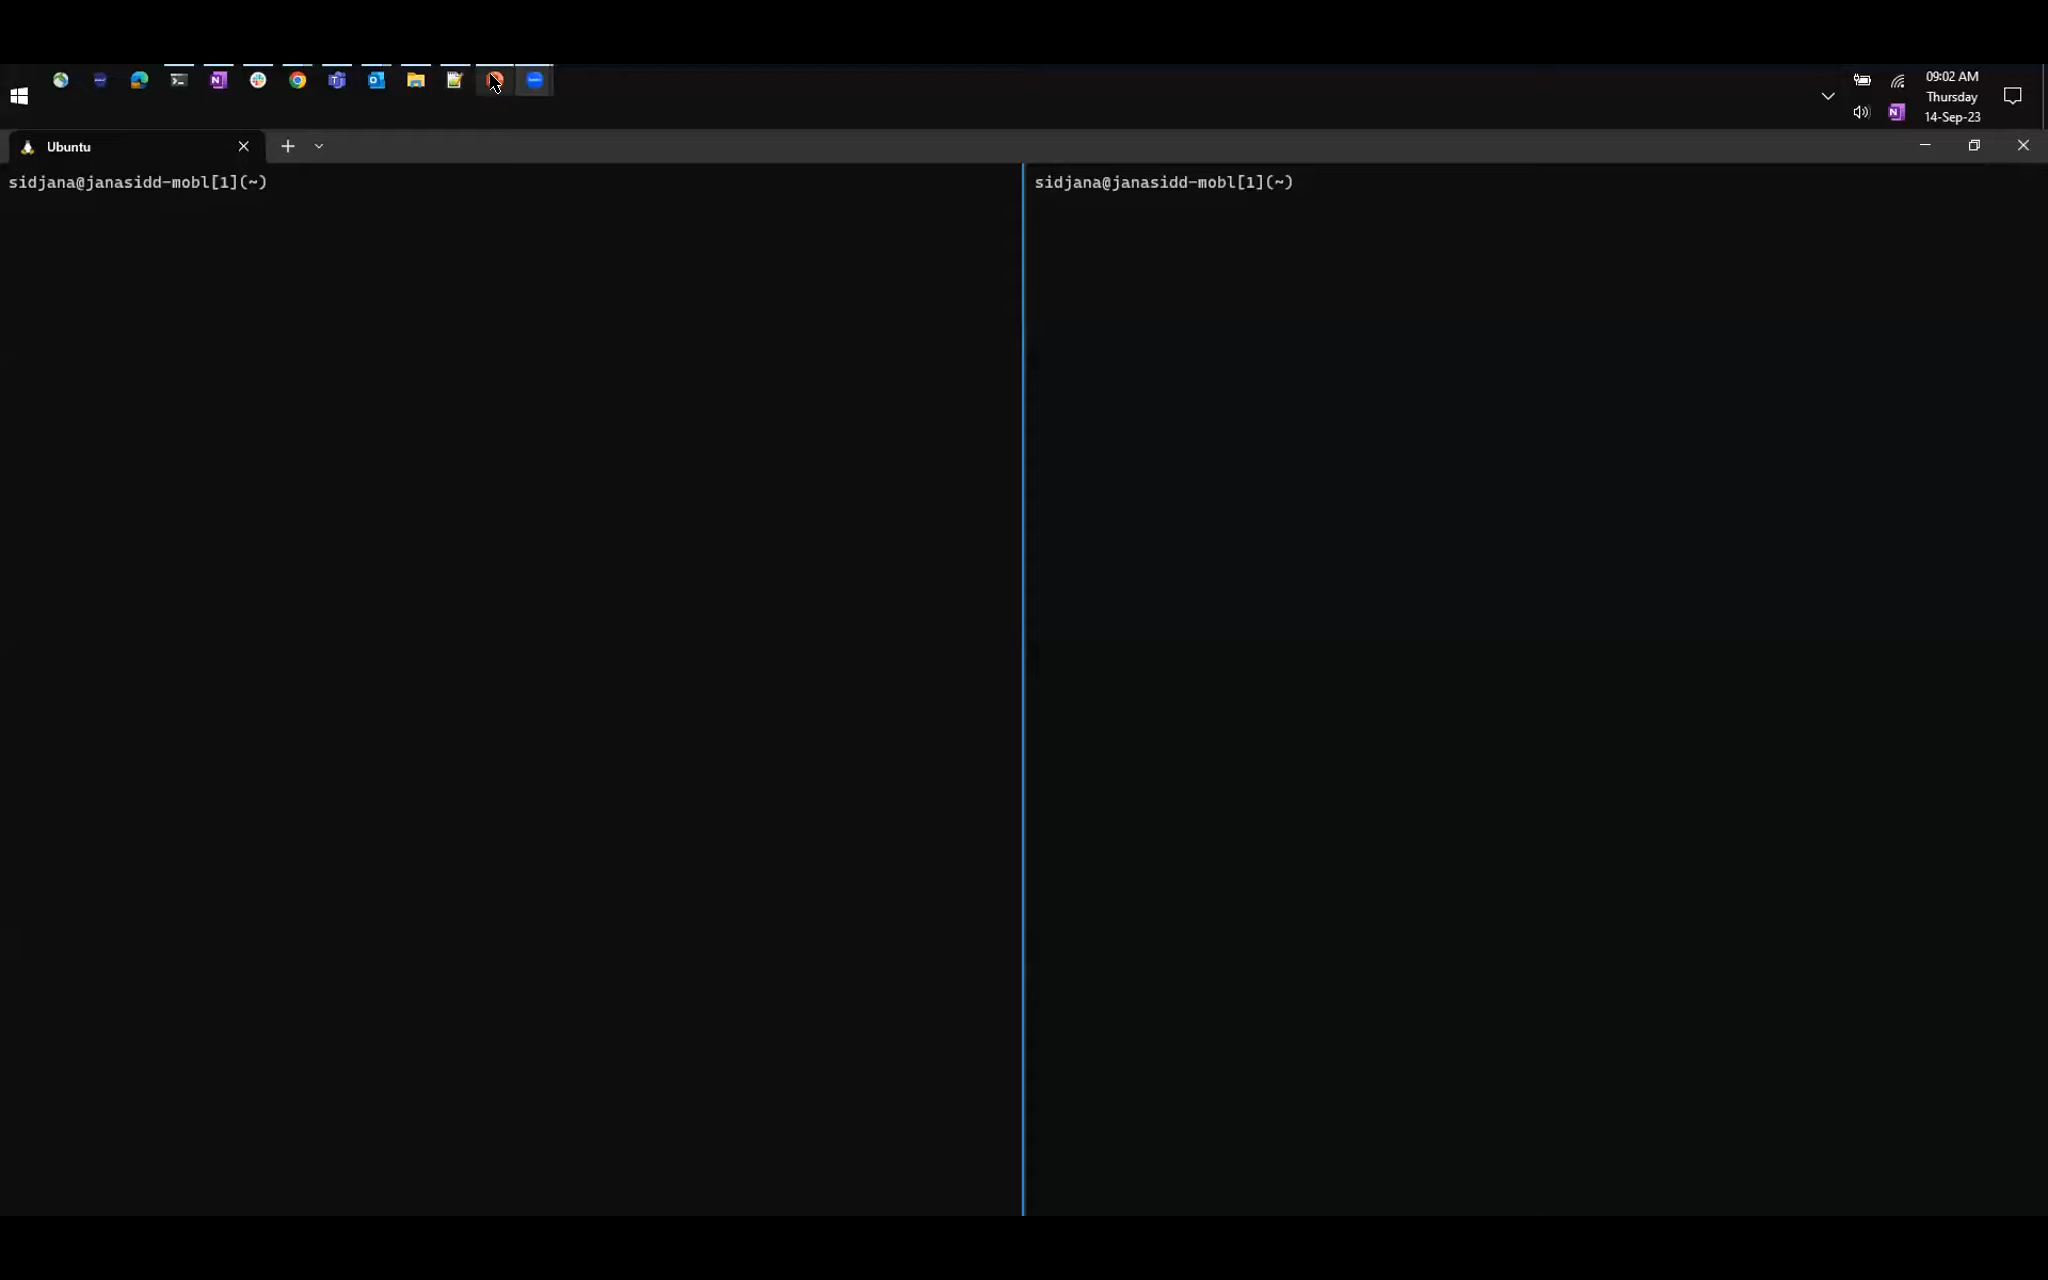 09:02 AM
Thursday
14-Sep-23
Ubuntu
sidjana@janasidd-mobl[1](~)
sidjana@janasidd-mobl[1](~)